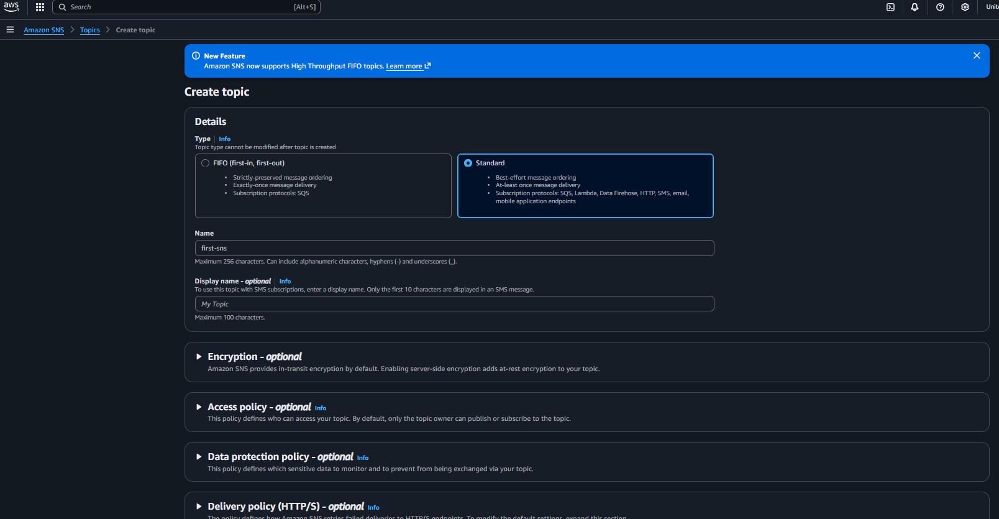 aws
Search
[Alt+S]
Amazon SNS
Topics
Create topic
New Feature
Amazon SNS now supports High Throughput FIFO topics. Learn more
Create topic
Details
Type
Info
Topic type cannot be modified after topic is created
FIFO (first-in, first-out)
• Strictly-preserved message ordering
• Exactly-once message delivery
• Subscription protocols: SQS
Standard
• Best-effort message ordering
• At-least once message delivery
• Subscription protocols: SQS, Lambda, Data Firehose, HTTP, SMS, email,
mobile application endpoints
Name
first-sns
Maximum 256 characters. Can include alphanumeric characters, hyphens (-) and underscores (_).
Display name - optional
Info
To use this topic with SMS subscriptions, enter a display name. Only the first 10 characters are displayed in an SMS message.
My Topic
Maximum 100 characters.
Encryption - optional
Amazon SNS provides in-transit encryption by default. Enabling server-side encryption adds at-rest encryption to your topic.
Access policy - optional Info
This policy defines who can access your topic. By default, only the topic owner can publish or subscribe to the topic.
Data protection policy - optional Info
This policy defines which sensitive data to monitor and to prevent from being exchanged via your topic.
Delivery policy (HTTP/S) - optional Info
The policy defines how Amazon SNS retries failed deliveries to HTTP/S endpoints. To modify the default settings, expand this section.